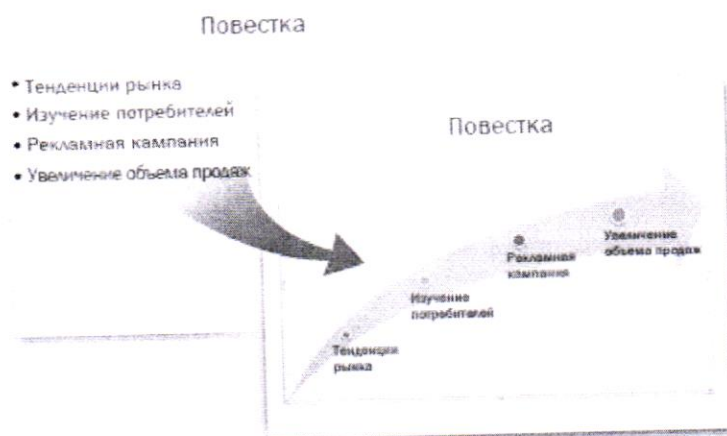 Повестка
• Тенденции рынка
• Изучение потребителей
• Рекламная кампания
• Увеличение объема продаж
Повестка
Увеличение
объема продаж
Рекламная
кампания
Изучение
потребителей
Тенденции
рынка